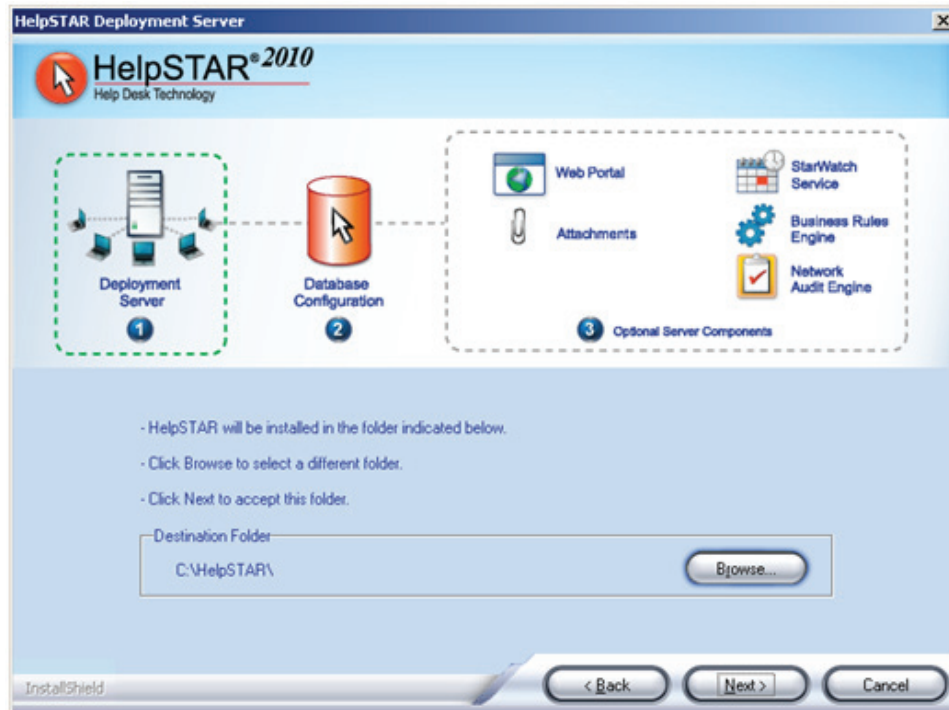 HelpSTAR Deployment Server
HelpSTAR® 2010
Help Desk Technology
Deployment
Server
1
Database
Configuration
2
Web Portal
Attachments
StarWatch
Service
Business Rules
Engine
Network
Audit Engine
3 Optional Server Components
- HelpSTAR will be installed in the folder indicated below.
- Click Browse to select a different folder.
- Click Next to accept this folder.
Destination Folder
C:\HelpSTAR\
Browse...
InstallShield
< Back
Next >
Cancel